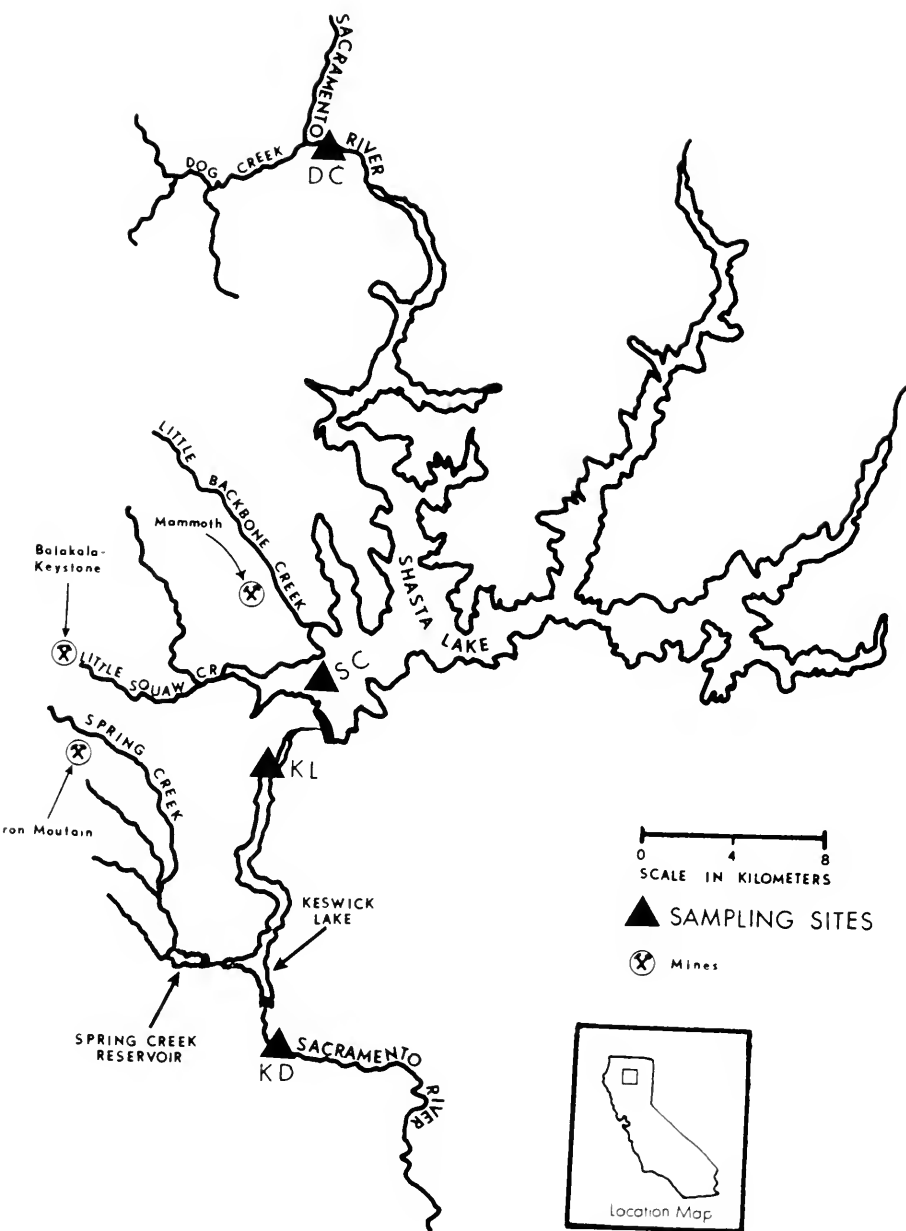 SACRAMENTO RIVER
DOG CREEK
DC
LITTLE BACKBONE CREEK
Mammoth
Balakala-
Keystone
SHASTA
LAKE
LITTLE SQUAW CR
SC
SPRING CREEK
KL
ron Moutain
0 4 8
SCALE IN KILOMETERS
KESWICK
LAKE
SAMPLING SITES
Mines
SPRING CREEK
RESERVOIR
SACRAMENTO RIVER
KD
Location Map